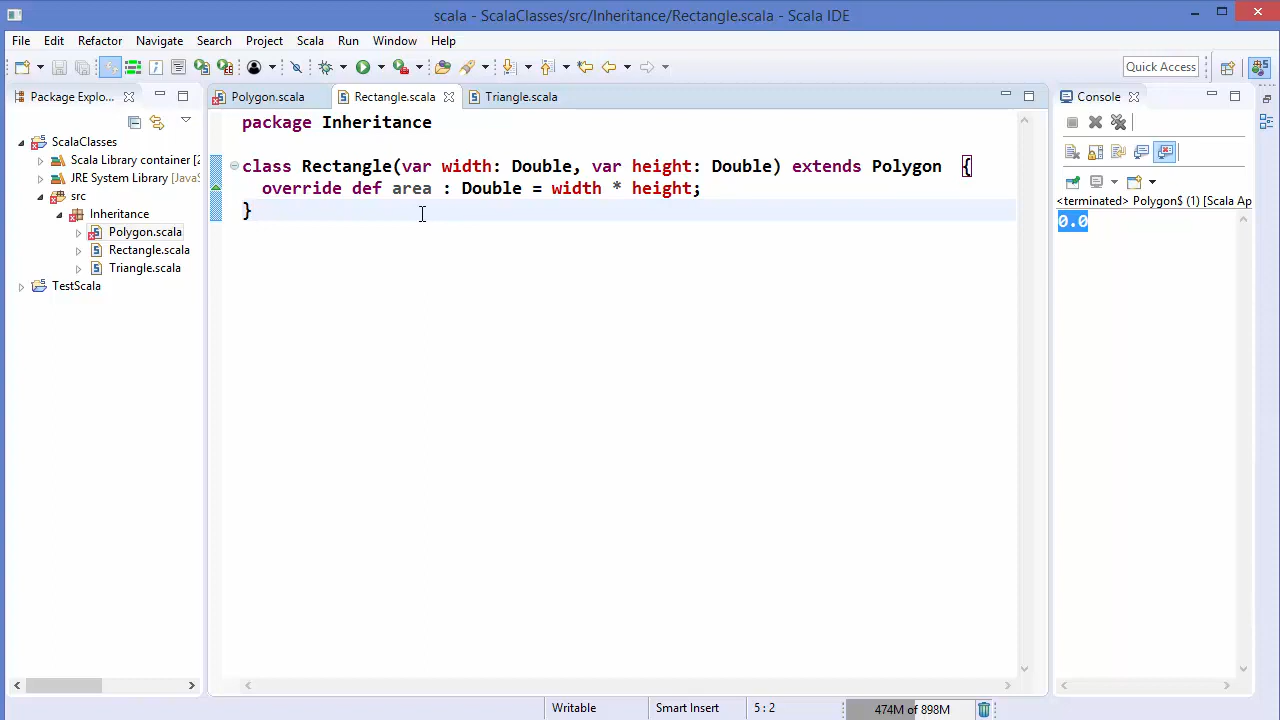 scala - ScalaClasses/src/Inheritance/Rectangle.scala - Scala IDE
File Edit Refactor Navigate Search Project Scala Run Window Help
Quick Access
Package Explo...
Polygon.scala
Rectangle.scala
Triangle.scala
Console
ScalaClasses
Scala Library container [2
JRE System Library [JavaS
src
Inheritance
Polygon.scala
Rectangle.scala
Triangle.scala
TestScala
package Inheritance
class Rectangle(var width: Double, var height: Double) extends Polygon {
override def area : Double = width * height;
}
<terminated> Polygon$ (1) [Scala Ap
0.0
Writable
Smart Insert
5 : 2
474M of 898M